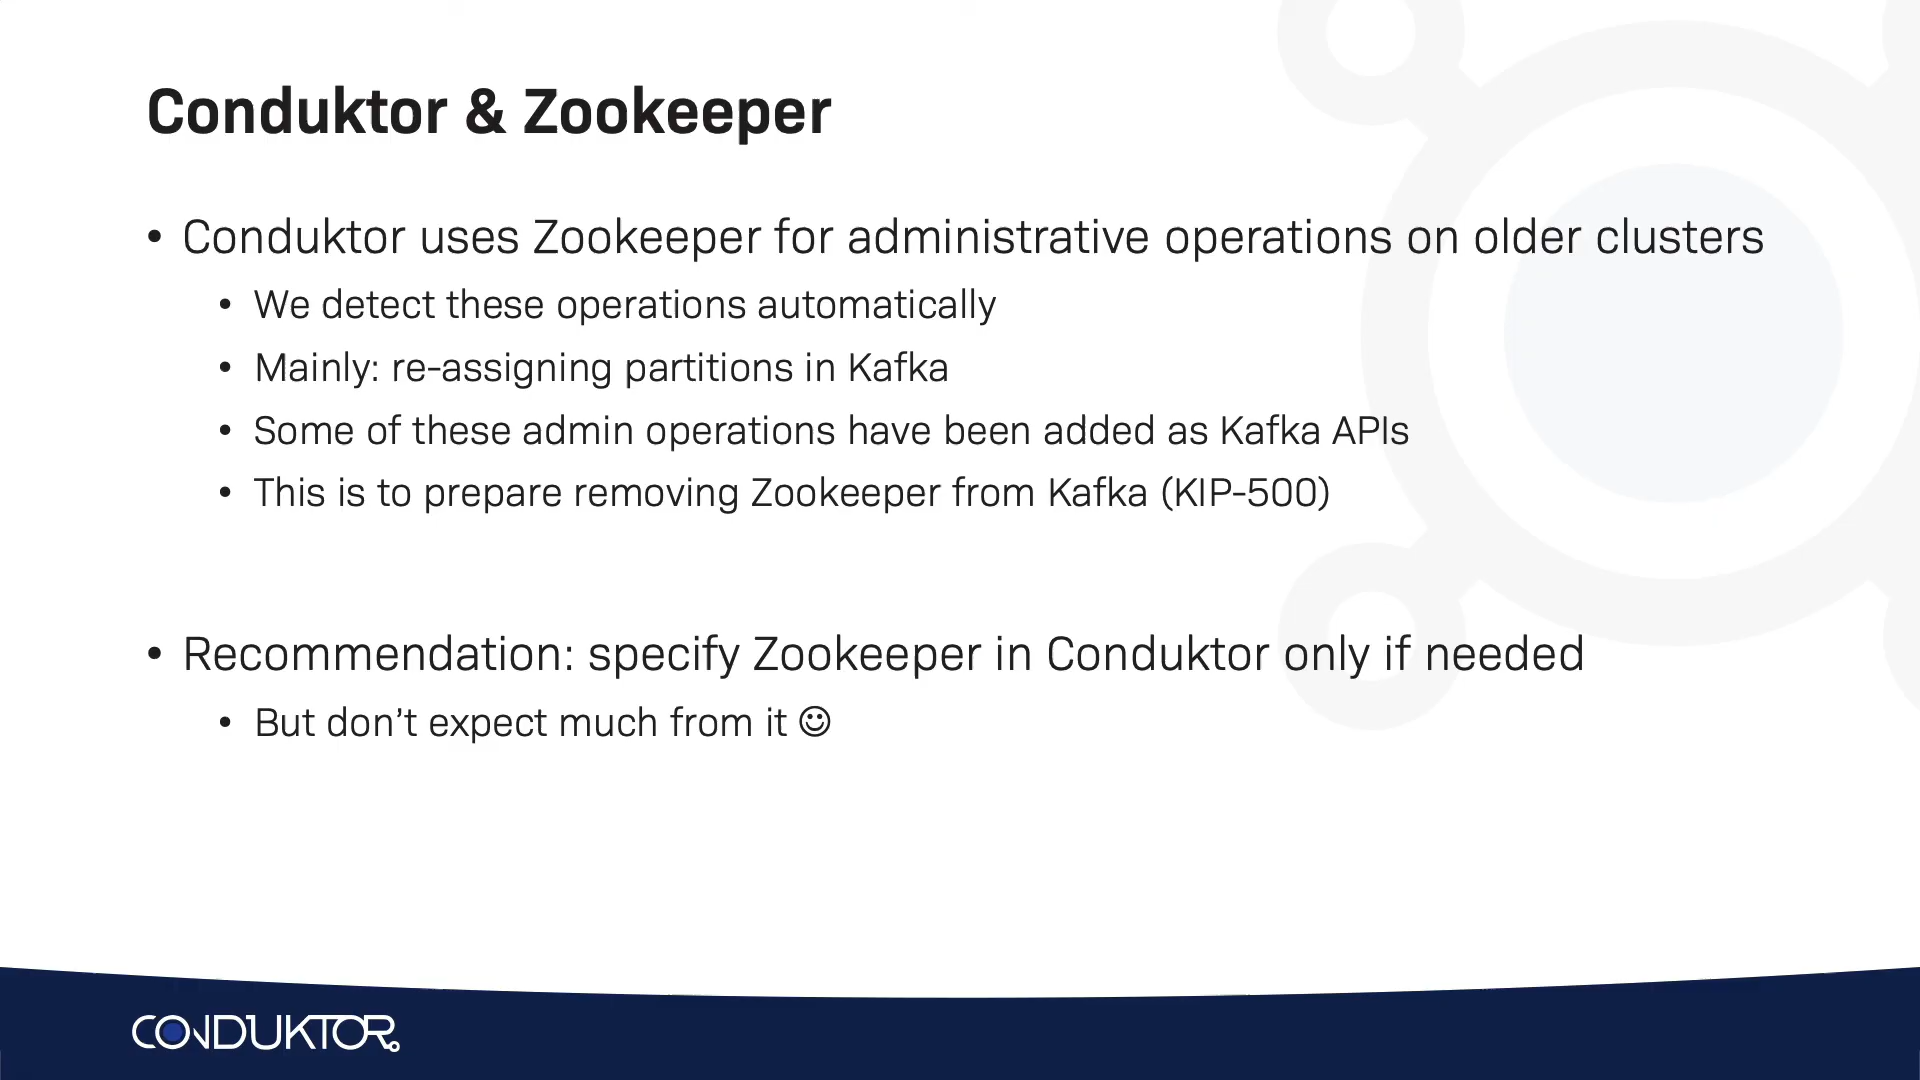 Conduktor & Zookeeper
• Conduktor uses Zookeeper for administrative operations on older clusters
• We detect these operations automatically
• Mainly: re-assigning partitions in Kafka
• Some of these admin operations have been added as Kafka APIs
• This is to prepare removing Zookeeper from Kafka (KIP-500)
• Recommendation: specify Zookeeper in Conduktor only if needed
• But don’t expect much from it ☺
CONDUKTOR